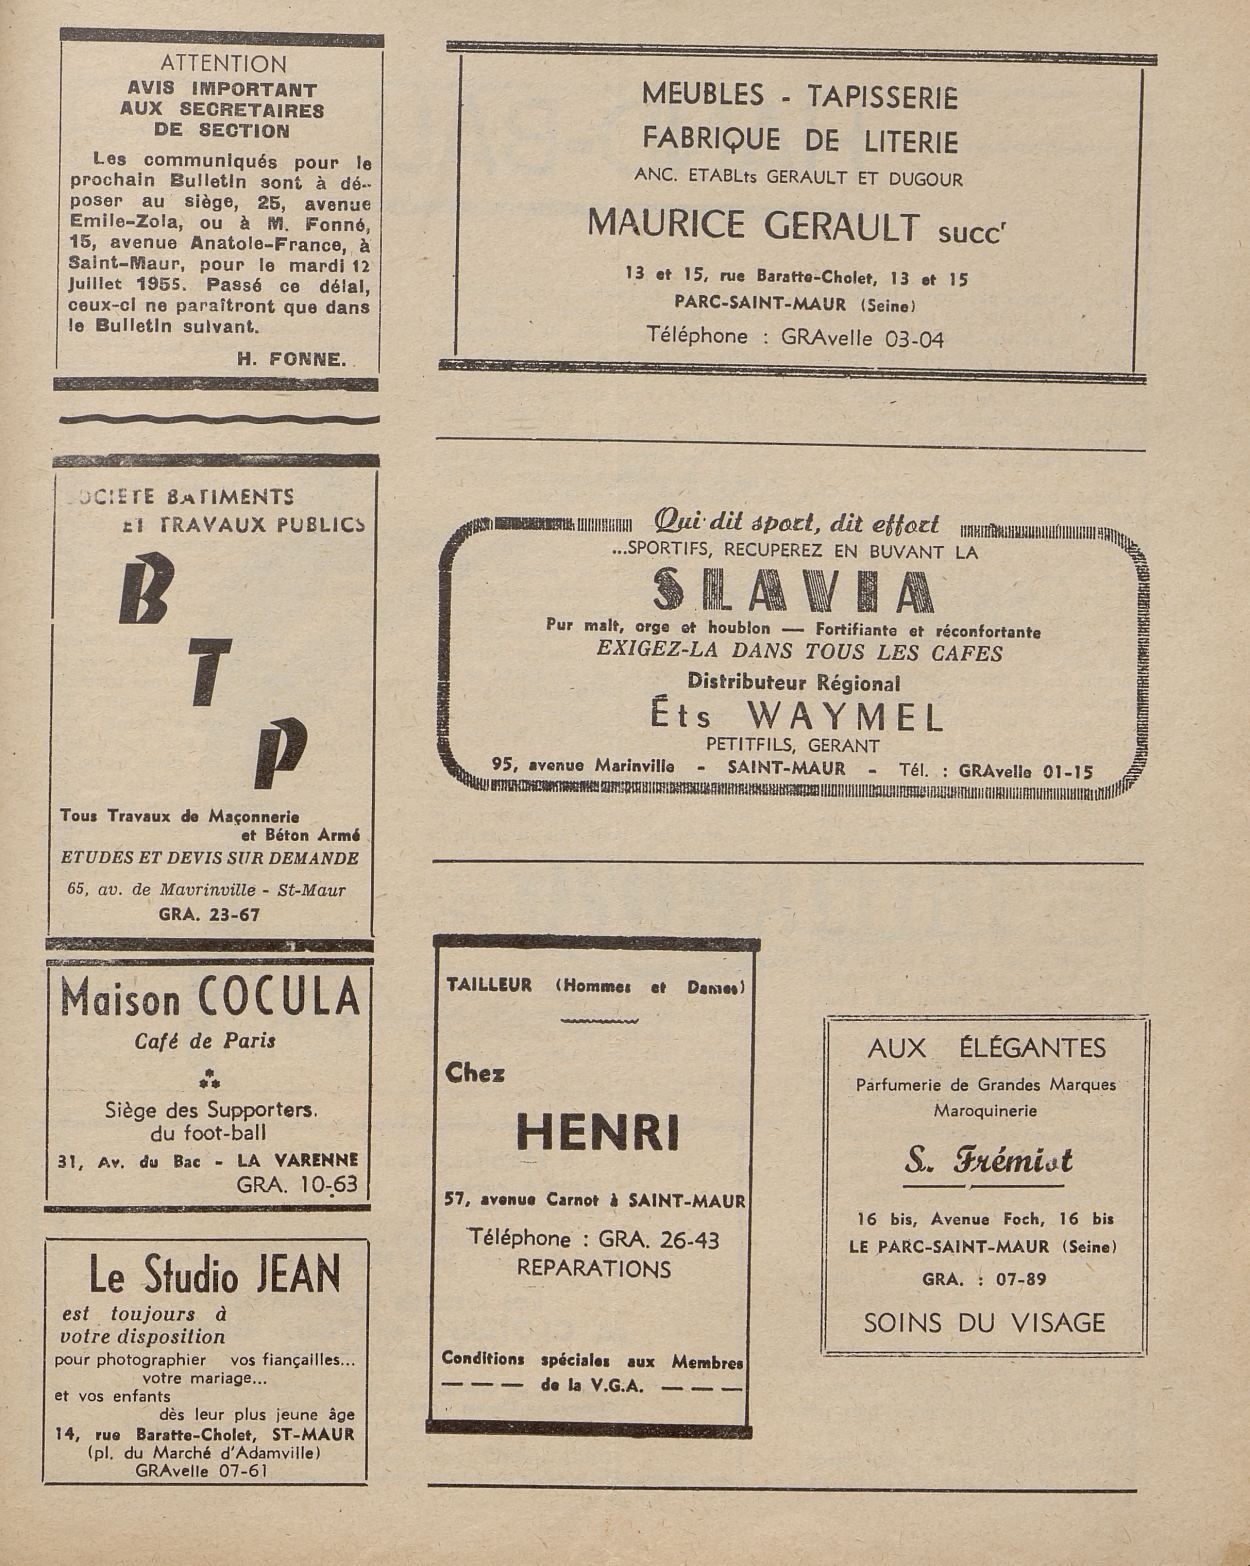 ATTENTION
AVIS IMPORTANT
AUX SECRETAIRES
DE SECTION
Les communiqués pour le
prochain Bulletin sont à dé-
poser au siège, 25, avenue
Emile-Zola, ou à M. Fonné,
15, avenue Anatole-France, à
Saint-Maur, pour le mardi 12
Juillet 1955. Passé ce délai,
ceux-ci ne paraîtront que dans
le Bulletin suivant.
H. FONNE.
SOCIETE BATIMENTS
ET TRAVAUX PUBLICS
B
T
P
Tous Travaux de Maçonnerie
et Béton Armé
ETUDES ET DEVIS SUR DEMANDE
65, av. de Mavrinville - St-Maur
GRA. 23-67
Maison COCULA
Café de Paris
Siège des Supporters.
du foot-ball
31, Av. du Bac - LA VARENNE
GRA. 10-63
Le Studio JEAN
est toujours à
votre disposition
pour photographier vos fiançailles...
votre mariage...
et vos enfants
dès leur plus jeune âge
14, rue Baratte-Cholet, ST-MAUR
(pl. du Marché d'Adamville)
GRAvelle 07-61
MEUBLES - TAPISSERIE
FABRIQUE DE LITERIE
ANC. ETABLts GERAULT ET DUGOUR
MAURICE GERAULT succr
13 et 15, rue Baratte-Cholet, 13 et 15
PARC-SAINT-MAUR (Seine)
Téléphone : GRAvelle 03-04
Qui dit sport, dit effort
...SPORTIFS, RECUPEREZ EN BUVANT LA
SLAVIA
Pur malt, orge et houblon — Fortifiante et réconfortante
EXIGEZ-LA DANS TOUS LES CAFES
Distributeur Régional
Éts WAYMEL
PETITFILS, GERANT
95, avenue Marinville - SAINT-MAUR - Tél. : GRAvelle 01-15
TAILLEUR (Hommes et Dames)
Chez
HENRI
57, avenue Carnot à SAINT-MAUR
Téléphone : GRA. 26-43
REPARATIONS
Conditions spéciales aux Membres
— — — de la V.G.A. — — —
AUX ÉLÉGANTES
Parfumerie de Grandes Marques
Maroquinerie
S. Frémiot
16 bis, Avenue Foch, 16 bis
LE PARC-SAINT-MAUR (Seine)
GRA. : 07-89
SOINS DU VISAGE